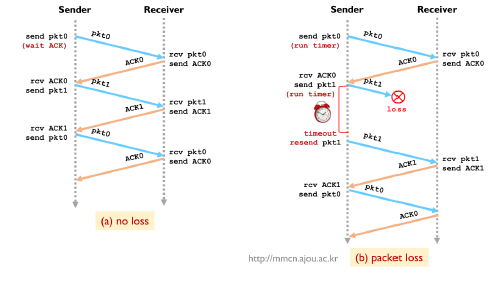 Sender
Receiver
send pkt0
(wait ACK)
pkt0
rcv pkt0
send ACK0
ACK0
rcv ACK0
send pkt1
pkt1
rcv pkt1
send ACK1
ACK1
rcv ACK1
send pkt0
pkt0
rcv pkt0
send ACK0
ACK0
(a) no loss
Sender
Receiver
send pkt0
(run timer)
pkt0
rcv pkt0
send ACK0
ACK0
rcv ACK0
send pkt1
(run timer)
pkt1
loss
timeout
resend pkt1
pkt1
rcv pkt1
send ACK1
ACK1
rcv ACK1
send pkt0
pkt0
ACK0
http://mmcn.ajou.ac.kr
(b) packet loss